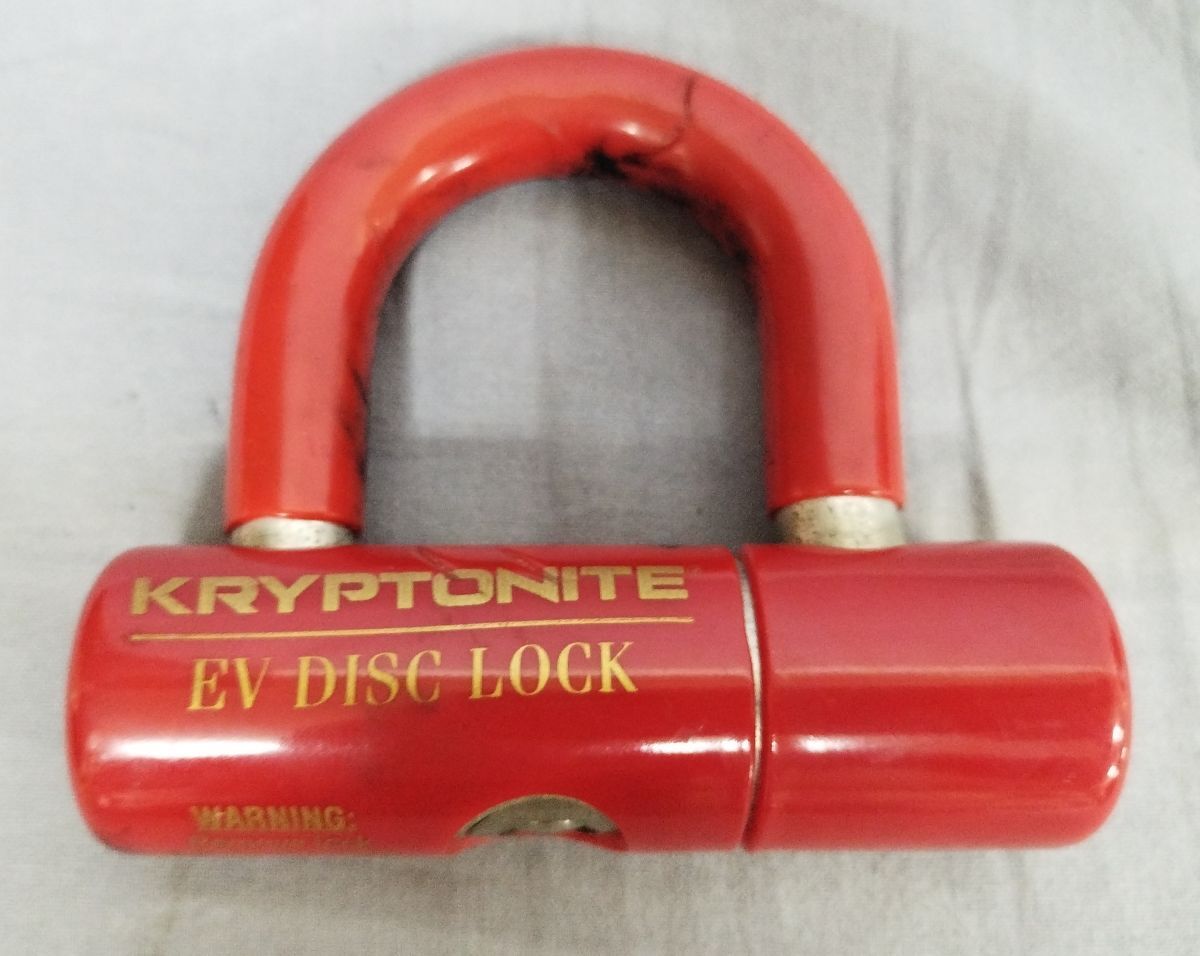 KRYPTONITE
EV DISC LOCK
WARNING: